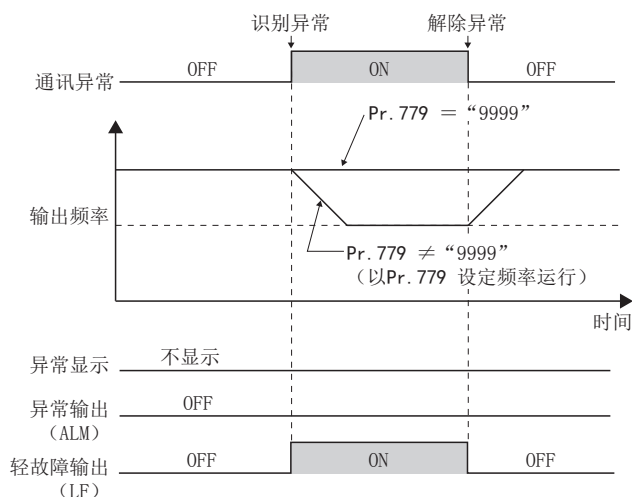 识别异常 解除异常
通讯异常 OFF ON OFF
Pr.779 = “9999”
输出频率
Pr.779 ≠ “9999”
（以Pr.779 设定频率运行）
时间
异常显示 不显示
异常输出 OFF
（ALM）
轻故障输出 OFF ON OFF
（LF）